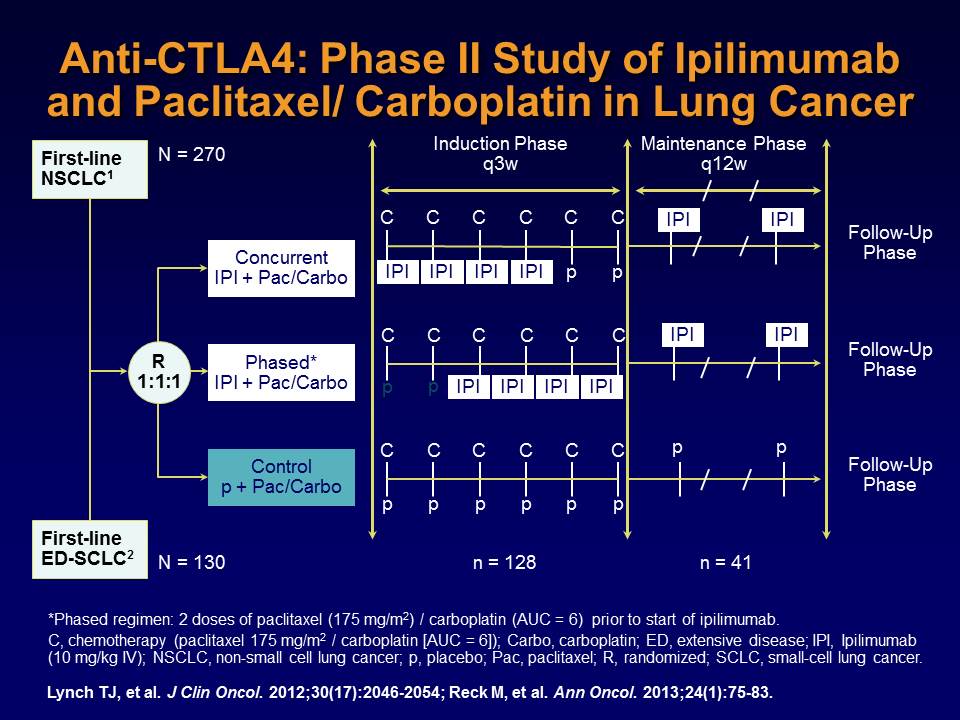 Anti-CTLA4: Phase II Study of Ipilimumab
and Paclitaxel/ Carboplatin in Lung Cancer
First-line
NSCLC¹
N = 270
Induction Phase
q3w
Maintenance Phase
q12w
C C C C C C
IPI IPI
Concurrent
IPI + Pac/Carbo
IPI IPI IPI IPI p p
Follow-Up
Phase
R
1:1:1
C C C C C C
IPI IPI
Phased*
IPI + Pac/Carbo
p p IPI IPI IPI IPI
Follow-Up
Phase
C C C C C C
p p
Control
p + Pac/Carbo
p p p p p p
Follow-Up
Phase
First-line
ED-SCLC²
N = 130
n = 128
n = 41
*Phased regimen: 2 doses of paclitaxel (175 mg/m²) / carboplatin (AUC = 6) prior to start of ipilimumab.
C, chemotherapy (paclitaxel 175 mg/m² / carboplatin [AUC = 6]); Carbo, carboplatin; ED, extensive disease; IPI, Ipilimumab
(10 mg/kg IV); NSCLC, non-small cell lung cancer; p, placebo; Pac, paclitaxel; R, randomized; SCLC, small-cell lung cancer.
Lynch TJ, et al. J Clin Oncol. 2012;30(17):2046-2054; Reck M, et al. Ann Oncol. 2013;24(1):75-83.